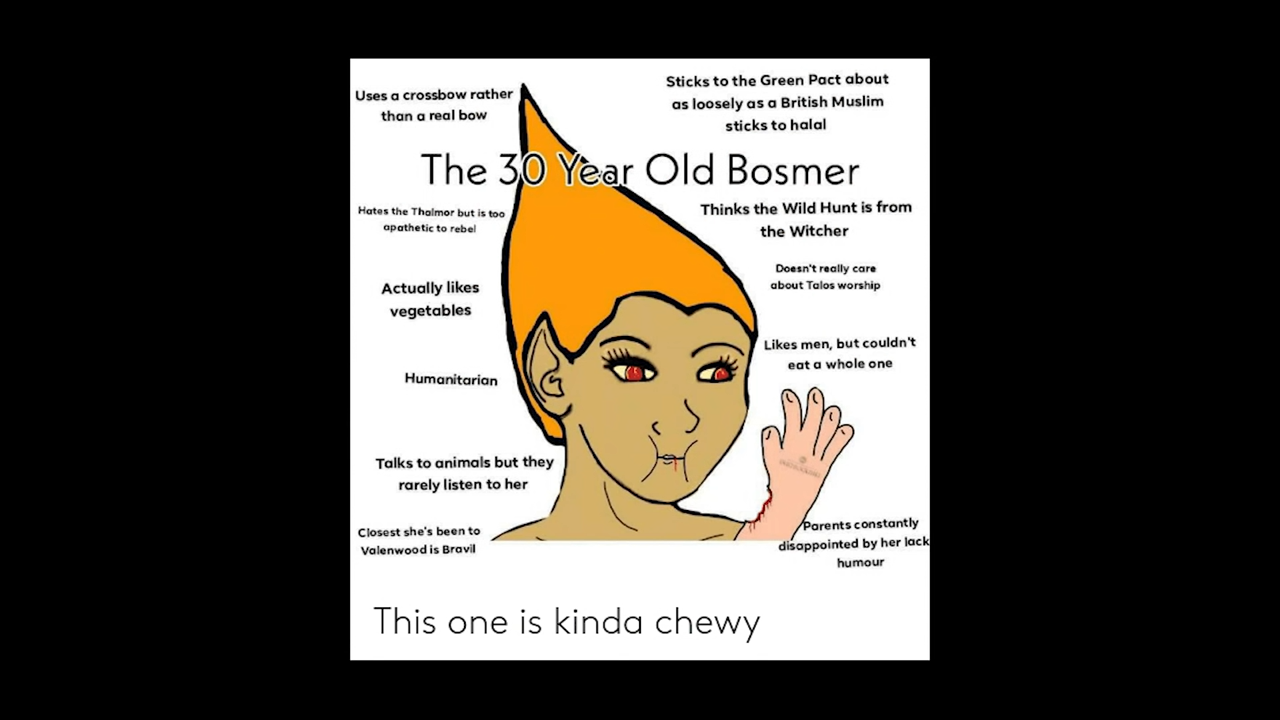 Uses a crossbow rather
than a real bow
Sticks to the Green Pact about
as loosely as a British Muslim
sticks to halal
The 30 Year Old Bosmer
Hates the Thalmor but is too
apathetic to rebel
Thinks the Wild Hunt is from
the Witcher
Actually likes
vegetables
Doesn't really care
about Talos worship
Likes men, but couldn't
eat a whole one
Humanitarian
Talks to animals but they
rarely listen to her
Closest she's been to
Valenwood is Bravil
Parents constantly
disappointed by her lack
humour
This one is kinda chewy